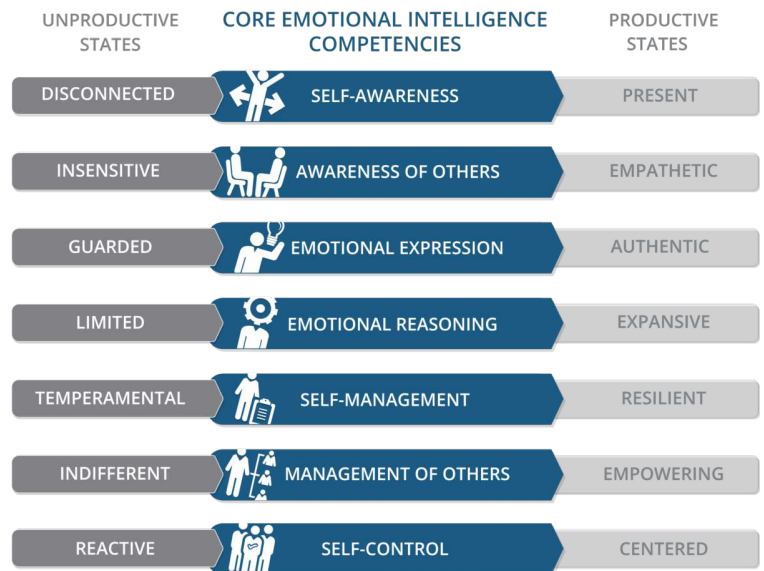 UNPRODUCTIVE STATES
CORE EMOTIONAL INTELLIGENCE COMPETENCIES
PRODUCTIVE STATES
DISCONNECTED SELF-AWARENESS PRESENT
INSENSITIVE AWARENESS OF OTHERS EMPATHETIC
GUARDED EMOTIONAL EXPRESSION AUTHENTIC
LIMITED EMOTIONAL REASONING EXPANSIVE
TEMPERAMENTAL SELF-MANAGEMENT RESILIENT
INDIFFERENT MANAGEMENT OF OTHERS EMPOWERING
REACTIVE SELF-CONTROL CENTERED